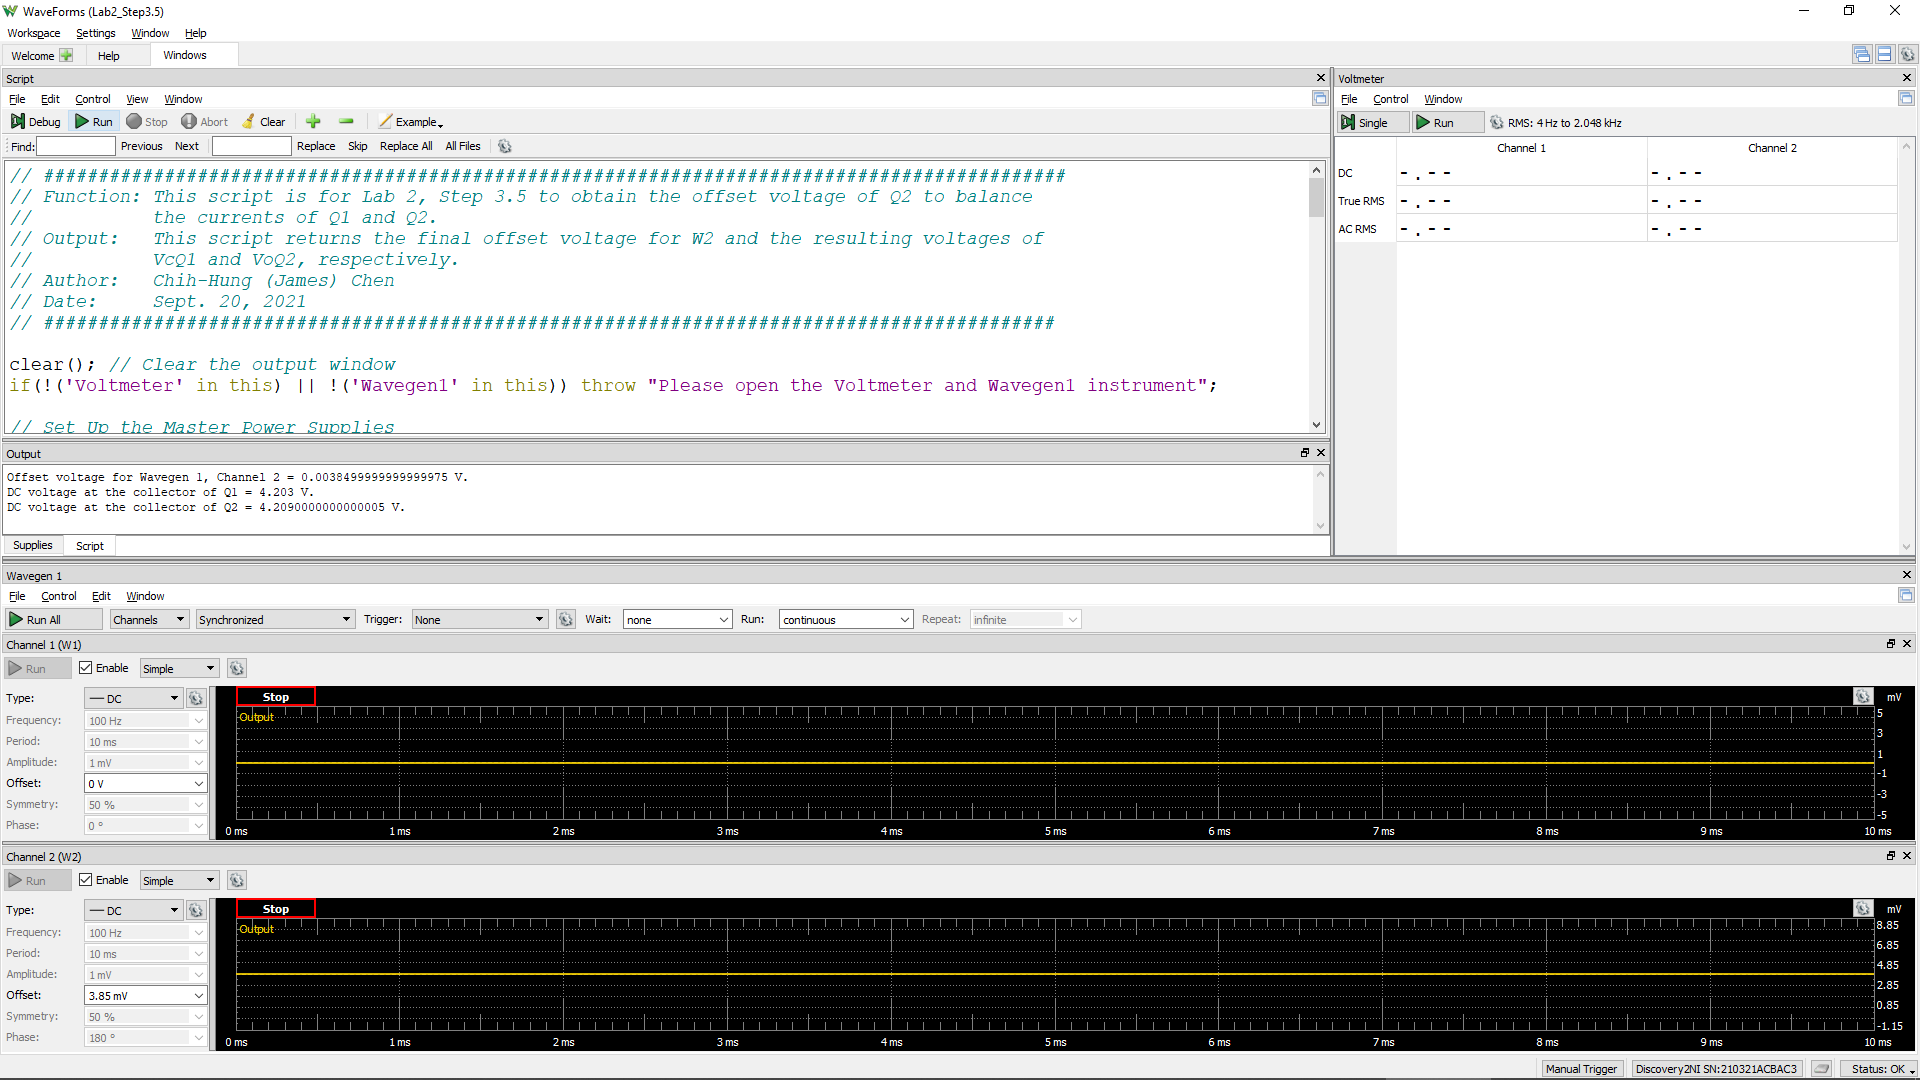 WaveForms (Lab2_Step3.5)
Workspace Settings Window Help
Welcome Help Windows
Script
File Edit Control View Window
Debug Run Stop Abort Clear Example
Find: Previous Next Replace Skip Replace All All Files
// #############################################################################################
// Function: This script is for Lab 2, Step 3.5 to obtain the offset voltage of Q2 to balance
// the currents of Q1 and Q2.
// Output: This script returns the final offset voltage for W2 and the resulting voltages of
// VcQ1 and VoQ2, respectively.
// Author: Chih-Hung (James) Chen
// Date: Sept. 20, 2021
// ############################################################################################
clear(); // Clear the output window
if(!('Voltmeter' in this) || !('Wavegen1' in this)) throw "Please open the Voltmeter and Wavegen1 instrument";
// Set Up the Master Power Supplies
Output
Offset voltage for Wavegen 1, Channel 2 = 0.0038499999999999975 V.
DC voltage at the collector of Q1 = 4.203 V.
DC voltage at the collector of Q2 = 4.2090000000000005 V.
Supplies Script
Voltmeter
File Control Window
Single Run RMS: 4 Hz to 2.048 kHz
Channel 1 Channel 2
DC -.-- -.--
True RMS -.-- -.--
AC RMS -.-- -.--
Wavegen 1
File Control Edit Window
Run All Channels Synchronized Trigger: None Wait: none Run: continuous Repeat: infinite
Channel 1 (W1)
Run Enable Simple
Type: DC
Frequency: 100 Hz
Period: 10 ms
Amplitude: 1 mV
Offset: 0 V
Symmetry: 50 %
Phase: 0 °
Stop mV
Output
5
3
1
-1
-3
-5
0 ms 1 ms 2 ms 3 ms 4 ms 5 ms 6 ms 7 ms 8 ms 9 ms 10 ms
Channel 2 (W2)
Run Enable Simple
Type: DC
Frequency: 100 Hz
Period: 10 ms
Amplitude: 1 mV
Offset: 3.85 mV
Symmetry: 50 %
Phase: 180 °
Stop mV
Output
8.85
6.85
4.85
2.85
0.85
-1.15
0 ms 1 ms 2 ms 3 ms 4 ms 5 ms 6 ms 7 ms 8 ms 9 ms 10 ms
Manual Trigger Discovery2NI SN:210321ACBAC3 Status: OK